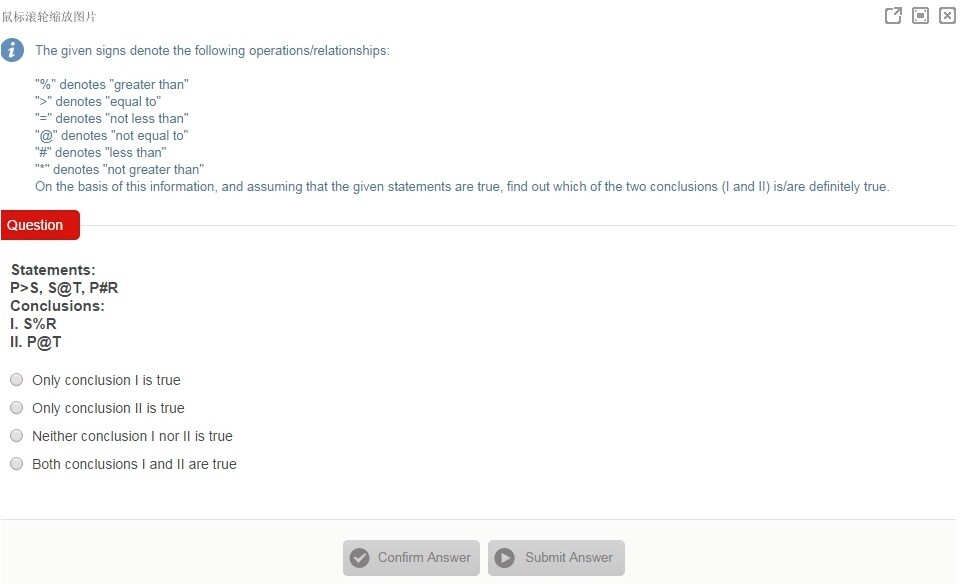 鼠标滚轮缩放图片
The given signs denote the following operations/relationships:
"%" denotes "greater than"
">" denotes "equal to"
"=" denotes "not less than"
"@" denotes "not equal to"
"#" denotes "less than"
"*" denotes "not greater than"
On the basis of this information, and assuming that the given statements are true, find out which of the two conclusions (I and II) is/are definitely true.
Question
Statements:
P>S, S@T, P#R
Conclusions:
I. S%R
II. P@T
Only conclusion I is true
Only conclusion II is true
Neither conclusion I nor II is true
Both conclusions I and II are true
Confirm Answer
Submit Answer